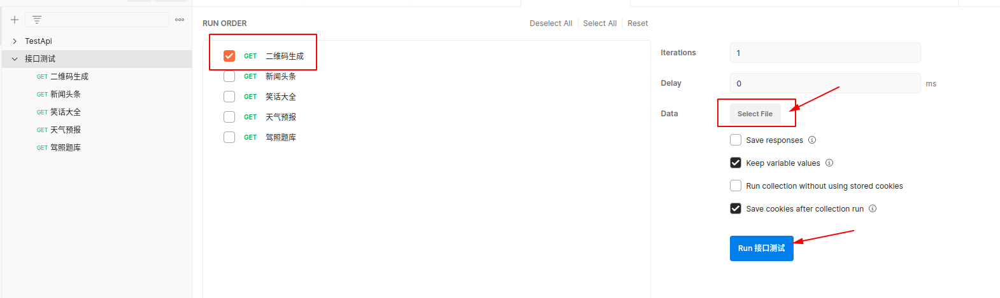 TestApi
接口测试
GET 二维码生成
GET 新闻头条
GET 笑话大全
GET 天气预报
GET 驾照题库
RUN ORDER
Deselect All
Select All
Reset
GET 二维码生成
GET 新闻头条
GET 笑话大全
GET 天气预报
GET 驾照题库
Iterations 1
Delay 0 ms
Data Select File
Save responses
Keep variable values
Run collection without using stored cookies
Save cookies after collection run
Run 接口测试